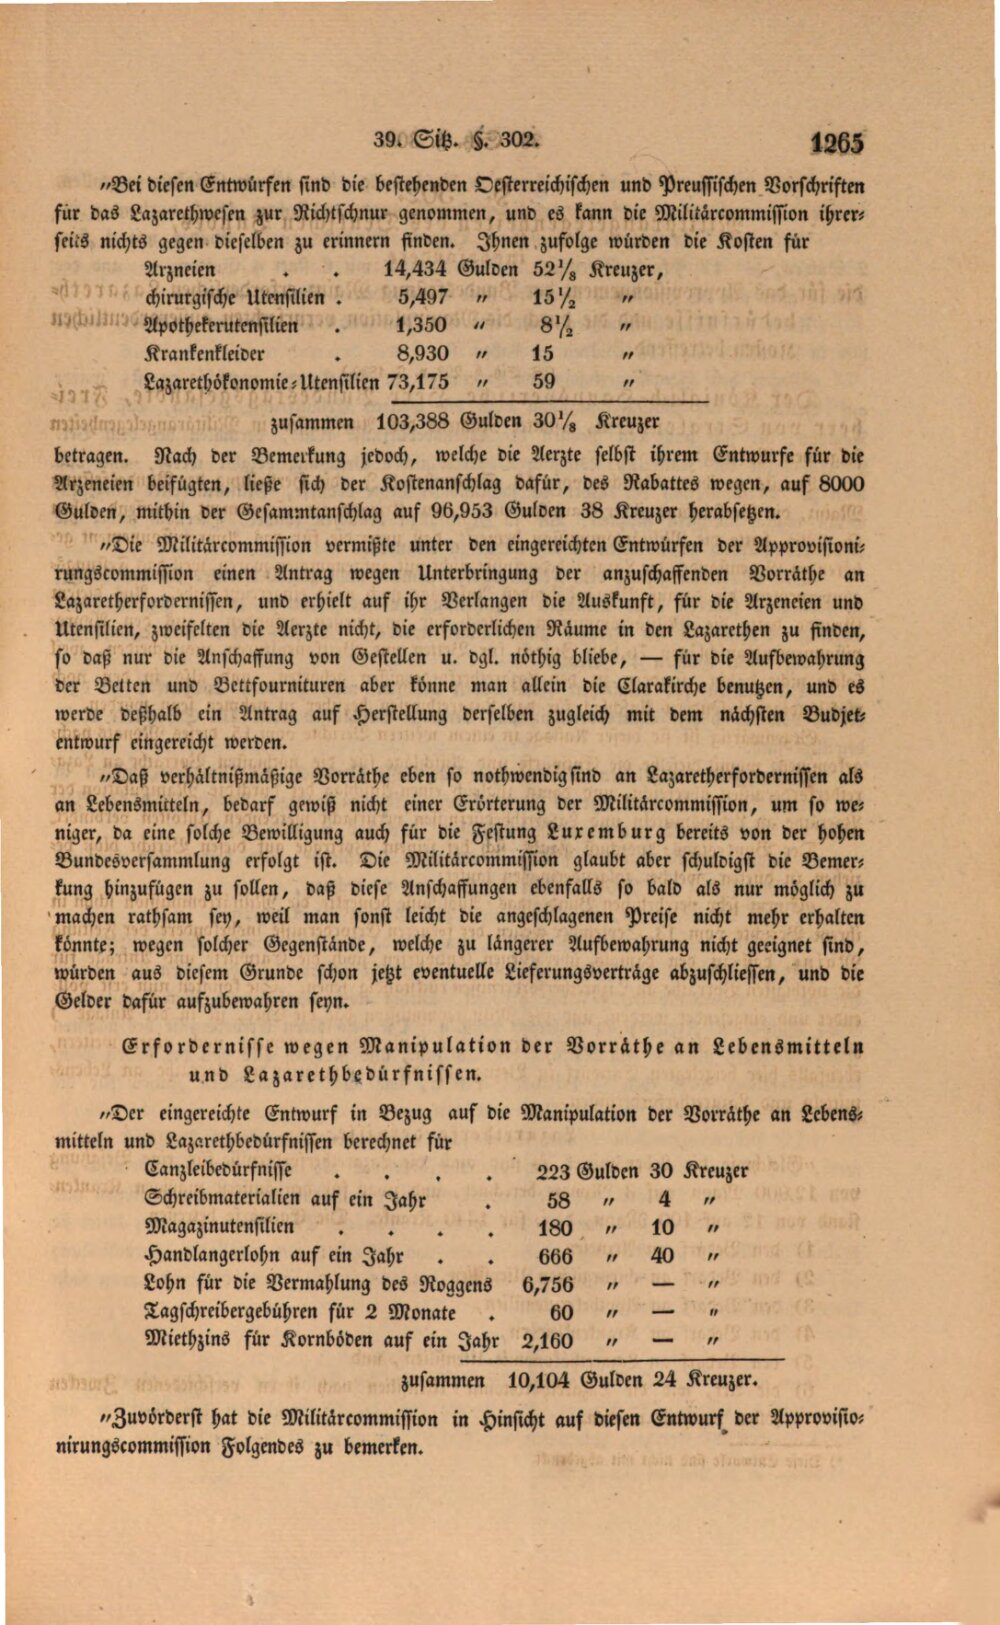 39. Sitz. §. 302. 1265
„Bei diesen Entwürfen sind die bestehenden Oesterreichischen und Preussischen Vorschriften
für das Lazarethwesen zur Richtschnur genommen, und es kann die Militärcommission ihrer-
seits nichts gegen dieselben zu erinnern finden. Ihnen zufolge würden die Kosten für
Arzneien . . 14,434 Gulden 52⅛ Kreuzer,
chirurgische Utensilien . 5,497 „ 15½ „
Apothekerutensilien . 1,350 „ 8½ „
Krankenkleider . 8,930 „ 15 „
Lazarethökonomie-Utensilien 73,175 „ 59 „
zusammen 103,388 Gulden 30⅛ Kreuzer
betragen. Nach der Bemerkung jedoch, welche die Aerzte selbst ihrem Entwurfe für die
Arzeneien beifügten, ließe sich der Kostenanschlag dafür, des Rabattes wegen, auf 8000
Gulden, mithin der Gesammtanschlag auf 96,953 Gulden 38 Kreuzer herabsetzen.
„Die Militärcommission vermißte unter den eingereichten Entwürfen der Approvisioni-
rungscommission einen Antrag wegen Unterbringung der anzuschaffenden Vorräthe an
Lazaretherfordernissen, und erhielt auf ihr Verlangen die Auskunft, für die Arzeneien und
Utensilien, zweifelten die Aerzte nicht, die erforderlichen Räume in den Lazarethen zu finden,
so daß nur die Anschaffung von Gestellen u. dgl. nöthig bliebe, — für die Aufbewahrung
der Betten und Bettfournituren aber könne man allein die Clarakirche benutzen, und es
werde deßhalb ein Antrag auf Herstellung derselben zugleich mit dem nächsten Budjet-
entwurf eingereicht werden.
„Daß verhältnißmäßige Vorräthe eben so nothwendig sind an Lazaretherfordernissen als
an Lebensmitteln, bedarf gewiß nicht einer Erörterung der Militärcommission, um so we-
niger, da eine solche Bewilligung auch für die Festung Luxemburg bereits von der hohen
Bundesversammlung erfolgt ist. Die Militärcommission glaubt aber schuldigst die Bemer-
kung hinzufügen zu sollen, daß diese Anschaffungen ebenfalls so bald als nur möglich zu
machen rathsam sey, weil man sonst leicht die angeschlagenen Preise nicht mehr erhalten
könnte; wegen solcher Gegenstände, welche zu längerer Aufbewahrung nicht geeignet sind,
würden aus diesem Grunde schon jetzt eventuelle Lieferungsverträge abzuschliessen, und die
Gelder dafür aufzubewahren seyn.
Erfordernisse wegen Manipulation der Vorräthe an Lebensmitteln
und Lazarethbedürfnissen.
„Der eingereichte Entwurf in Bezug auf die Manipulation der Vorräthe an Lebens-
mitteln und Lazarethbedürfnissen berechnet für
Canzleibedürfnisse . . . . 223 Gulden 30 Kreuzer
Schreibmaterialien auf ein Jahr . 58 „ 4 „
Magazinutensilien . . . . 180 „ 10 „
Handlangerlohn auf ein Jahr . . 666 „ 40 „
Lohn für die Vermahlung des Roggens 6,756 „ — „
Tagschreibergebühren für 2 Monate . 60 „ — „
Miethzins für Kornböden auf ein Jahr 2,160 „ — „
zusammen 10,104 Gulden 24 Kreuzer.
„Zuvörderst hat die Militärcommission in Hinsicht auf diesen Entwurf der Approvisio-
nirungscommission Folgendes zu bemerken.